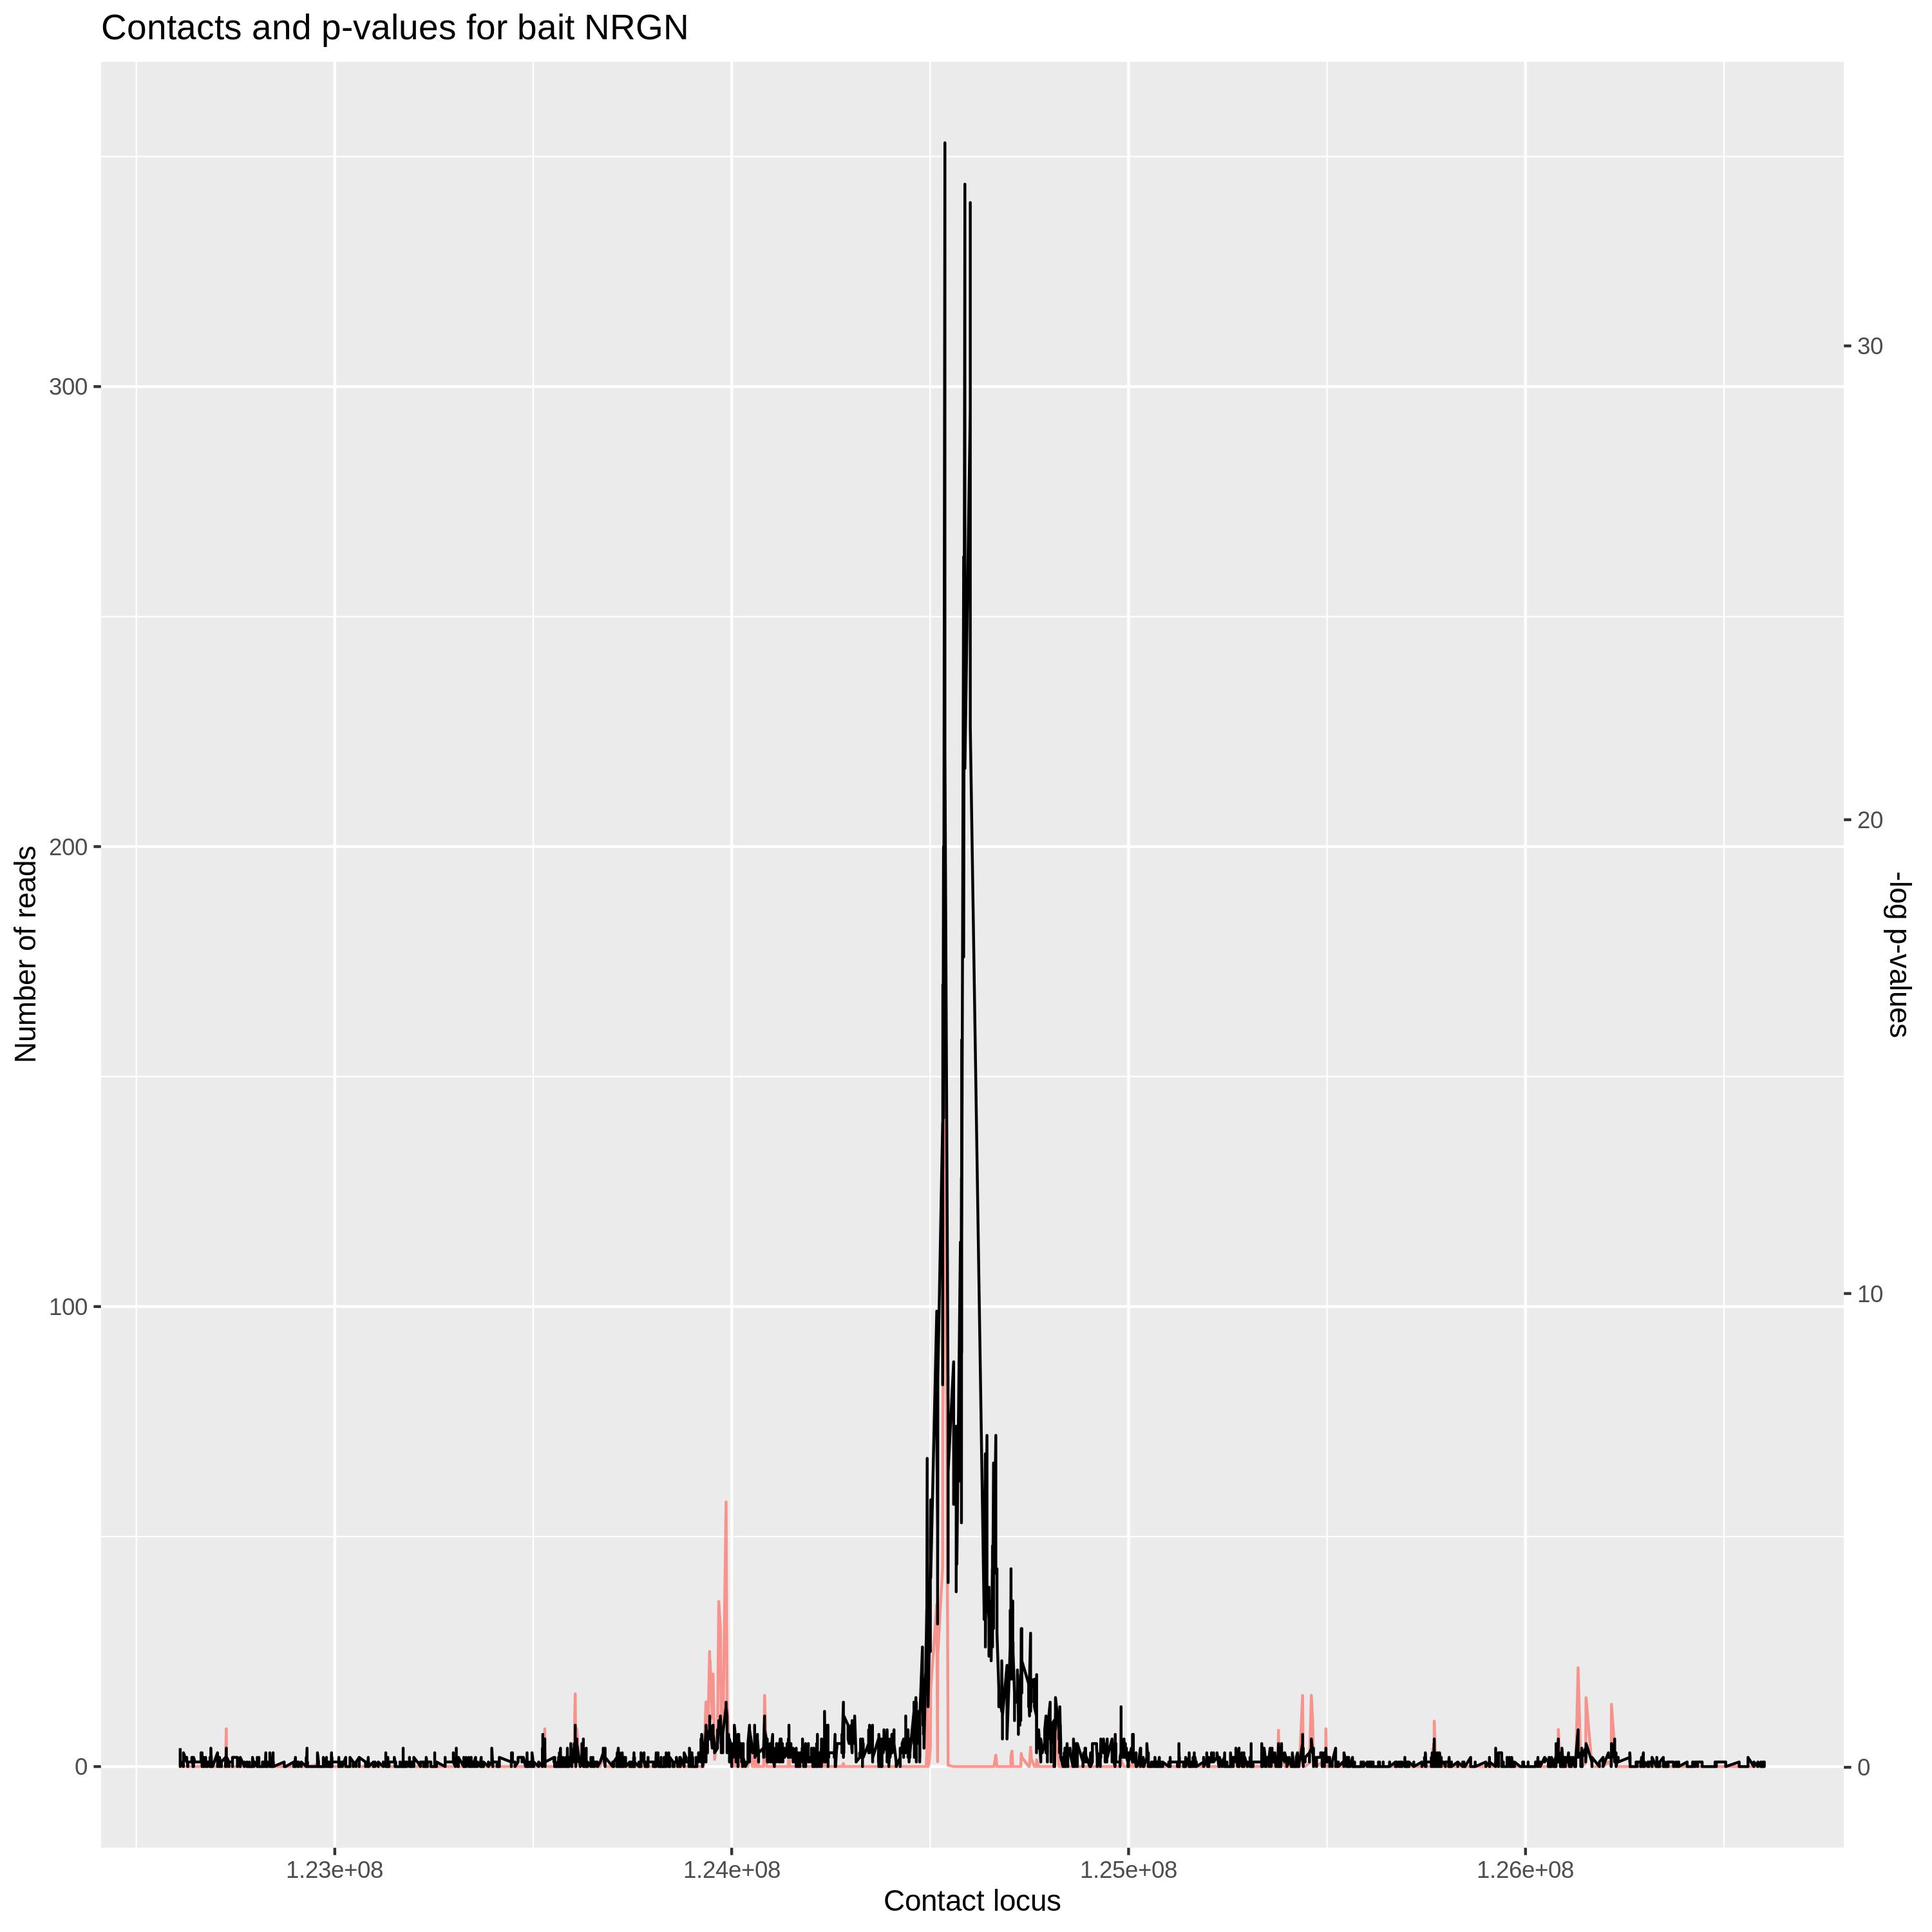 Contacts and p-values for bait NRGN
Number of reads
300
200
100
0
30
20
10
0
-log p-values
1.23e+08
1.24e+08
1.25e+08
1.26e+08
Contact locus